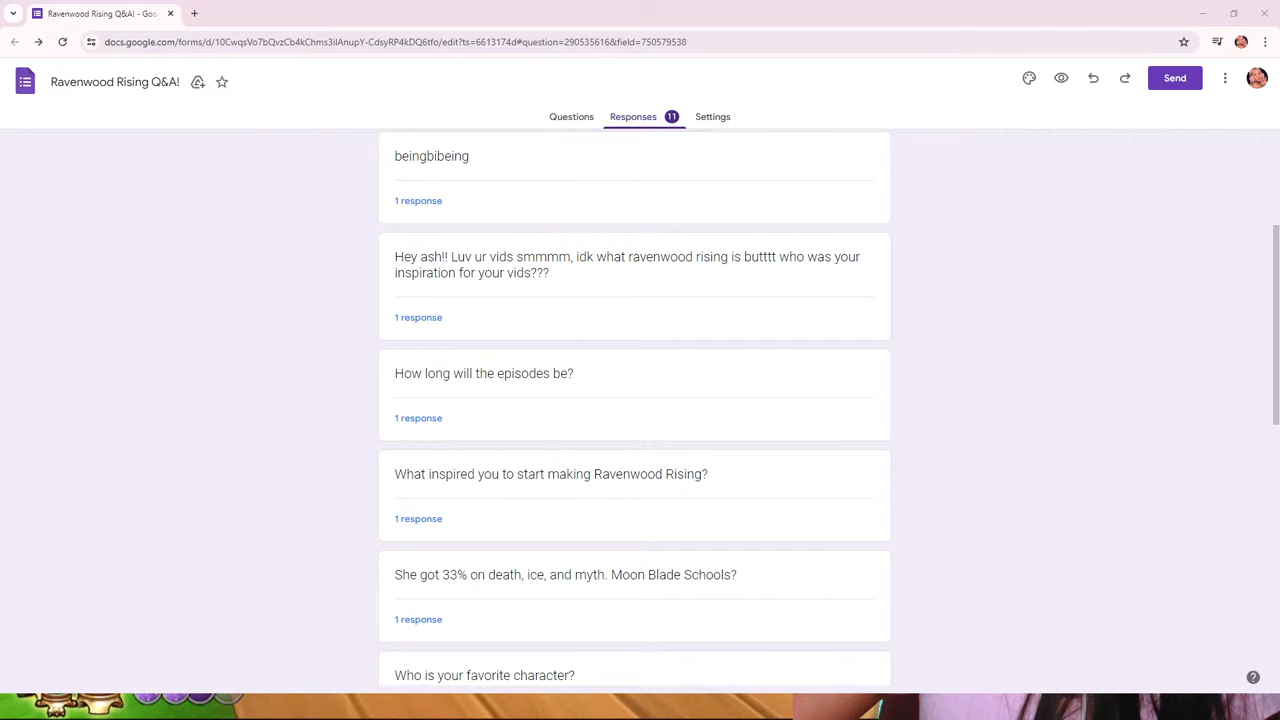 Ravenwood Rising Q&A! - Goo
docs.google.com/forms/d/10CwqsVo7bQvzCb4kChms3iIAnupY-CdsyRP4kDQ6tfo/edit?ts=6613174d#question=290535616&field=750579538
Ravenwood Rising Q&A!
Send
Questions
Responses 11
Settings
beingbibeing
1 response
Hey ash!! Luv ur vids smmmm, idk what ravenwood rising is butttt who was your
inspiration for your vids???
1 response
How long will the episodes be?
1 response
What inspired you to start making Ravenwood Rising?
1 response
She got 33% on death, ice, and myth. Moon Blade Schools?
1 response
Who is your favorite character?